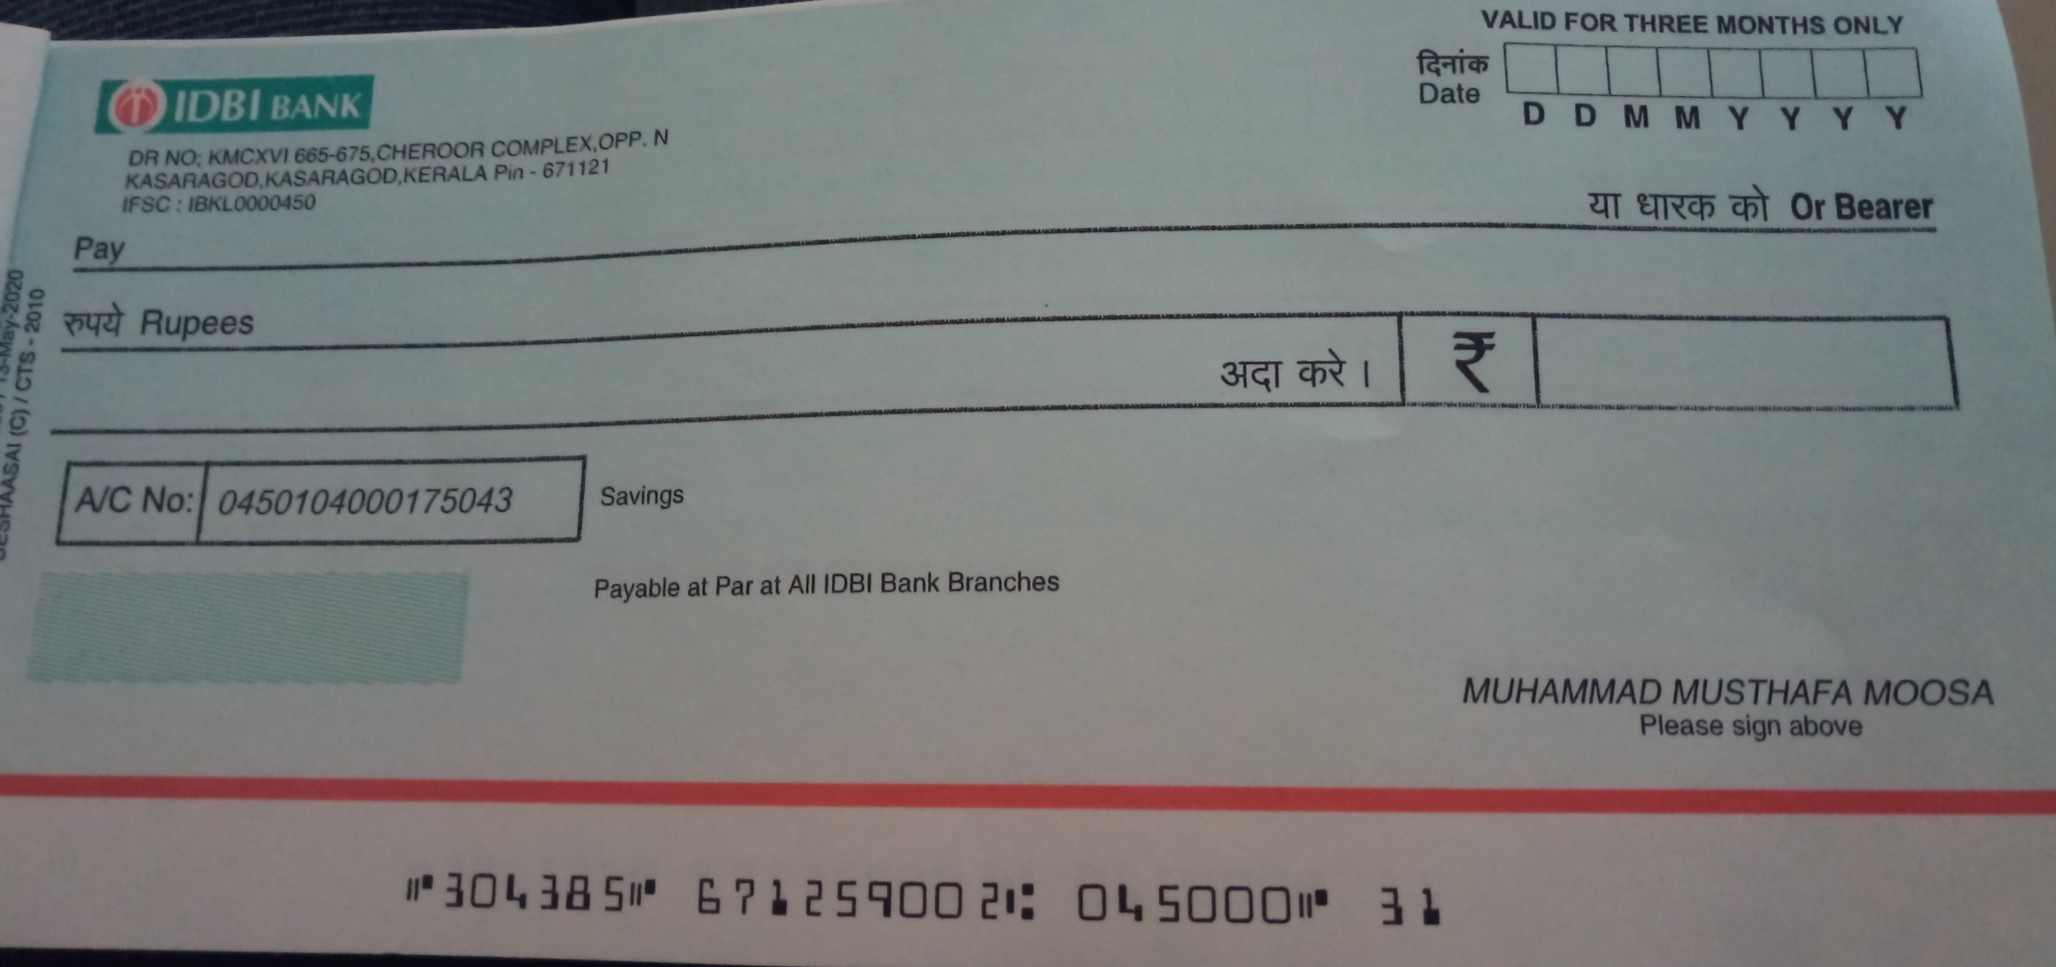 VALID FOR THREE MONTHS ONLY
दिनांक
Date
D D M M Y Y Y Y
IDBI BANK
DR NO; KMCXVI 665-675,CHEROOR COMPLEX,OPP. N
KASARAGOD,KASARAGOD,KERALA Pin - 671121
IFSC : IBKL0000450
या धारक को Or Bearer
Pay
रुपये Rupees
अदा करे ।
₹
A/C No: 0450104000175043
Savings
Payable at Par at All IDBI Bank Branches
MUHAMMAD MUSTHAFA MOOSA
Please sign above
⑈304385⑈ 671259002⑆ 045000⑈ 31
13-May-2020
(C) / CTS - 2010